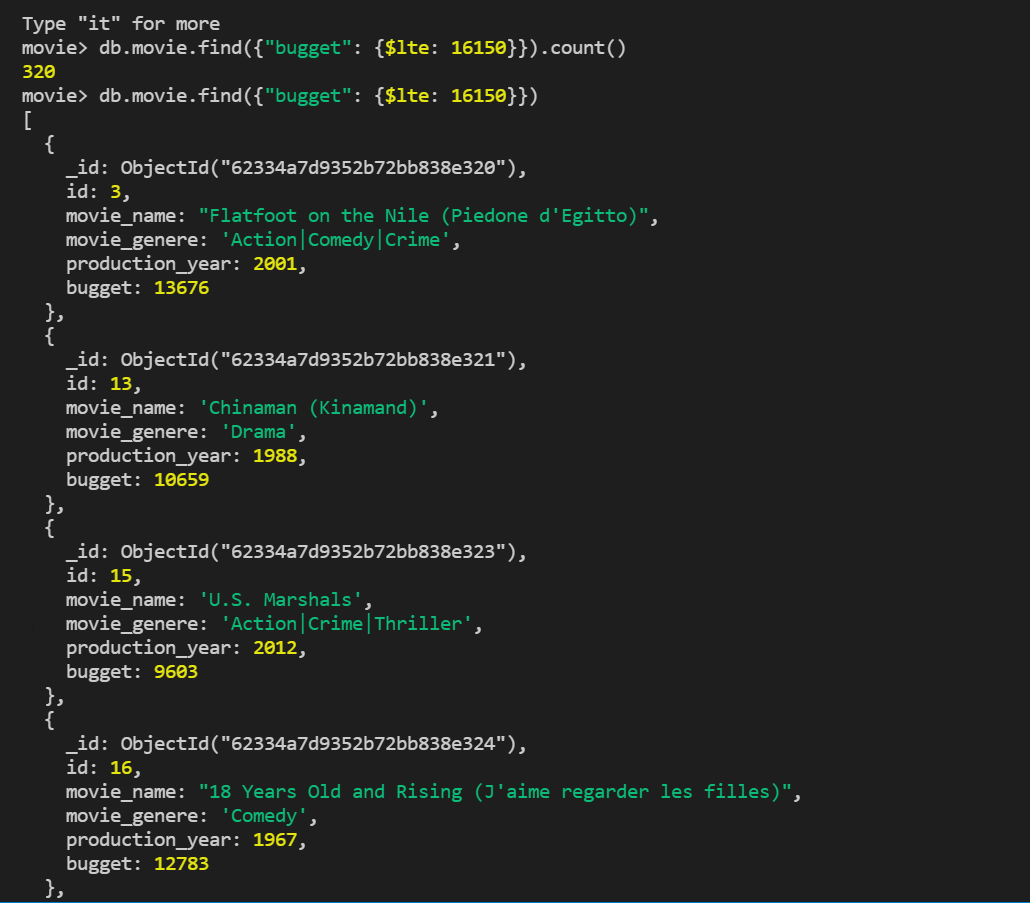 Type "it" for more
movie> db.movie.find({"bugget": {$lte: 16150}}).count()
320
movie> db.movie.find({"bugget": {$lte: 16150}})
[
  {
    _id: ObjectId("62334a7d9352b72bb838e320"),
    id: 3,
    movie_name: "Flatfoot on the Nile (Piedone d'Egitto)",
    movie_genere: 'Action|Comedy|Crime',
    production_year: 2001,
    bugget: 13676
  },
  {
    _id: ObjectId("62334a7d9352b72bb838e321"),
    id: 13,
    movie_name: 'Chinaman (Kinamand)',
    movie_genere: 'Drama',
    production_year: 1988,
    bugget: 10659
  },
  {
    _id: ObjectId("62334a7d9352b72bb838e323"),
    id: 15,
    movie_name: 'U.S. Marshals',
    movie_genere: 'Action|Crime|Thriller',
    production_year: 2012,
    bugget: 9603
  },
  {
    _id: ObjectId("62334a7d9352b72bb838e324"),
    id: 16,
    movie_name: "18 Years Old and Rising (J'aime regarder les filles)",
    movie_genere: 'Comedy',
    production_year: 1967,
    bugget: 12783
  },